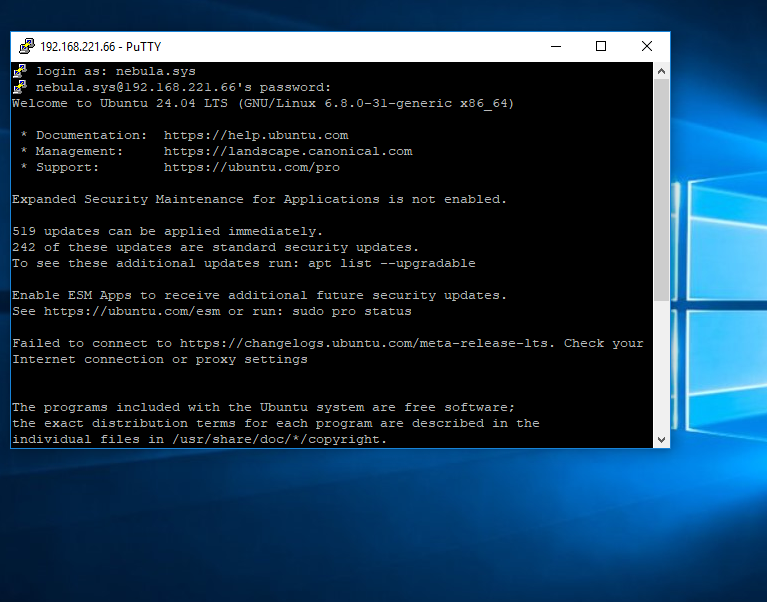 192.168.221.66 - PuTTY
login as: nebula.sys
nebula.sys@192.168.221.66's password:
Welcome to Ubuntu 24.04 LTS (GNU/Linux 6.8.0-31-generic x86_64)
* Documentation: https://help.ubuntu.com
* Management: https://landscape.canonical.com
* Support: https://ubuntu.com/pro
Expanded Security Maintenance for Applications is not enabled.
519 updates can be applied immediately.
242 of these updates are standard security updates.
To see these additional updates run: apt list --upgradable
Enable ESM Apps to receive additional future security updates.
See https://ubuntu.com/esm or run: sudo pro status
Failed to connect to https://changelogs.ubuntu.com/meta-release-lts. Check your
Internet connection or proxy settings
The programs included with the Ubuntu system are free software;
the exact distribution terms for each program are described in the
individual files in /usr/share/doc/*/copyright.